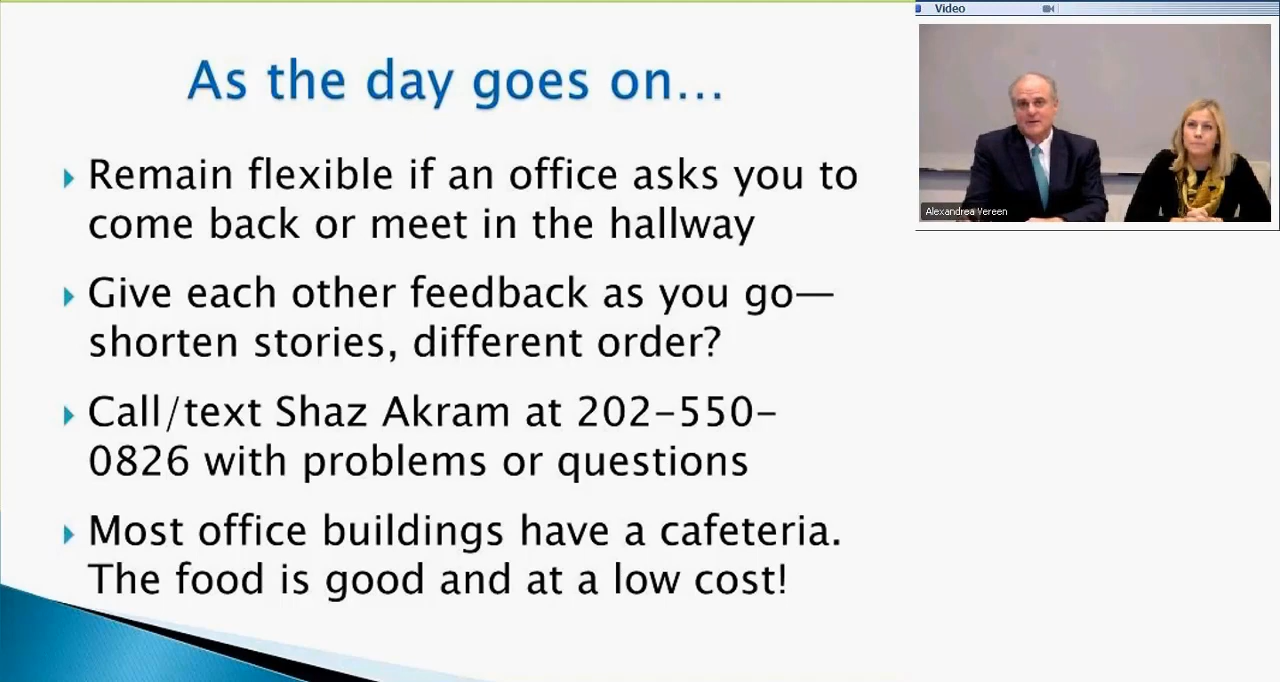 As the day goes on...
Remain flexible if an office asks you to
come back or meet in the hallway
Give each other feedback as you go—
shorten stories, different order?
Call/text Shaz Akram at 202-550-
0826 with problems or questions
Most office buildings have a cafeteria.
The food is good and at a low cost!
Video
Alexandrea Vereen